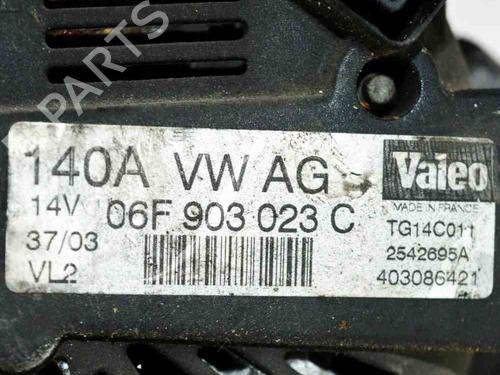 PARTS
140A VW AG
14V 06F 903 023 C
37/03
VL2
Valeo
MADE IN FRANCE
TG14C011
2542695A
403086421